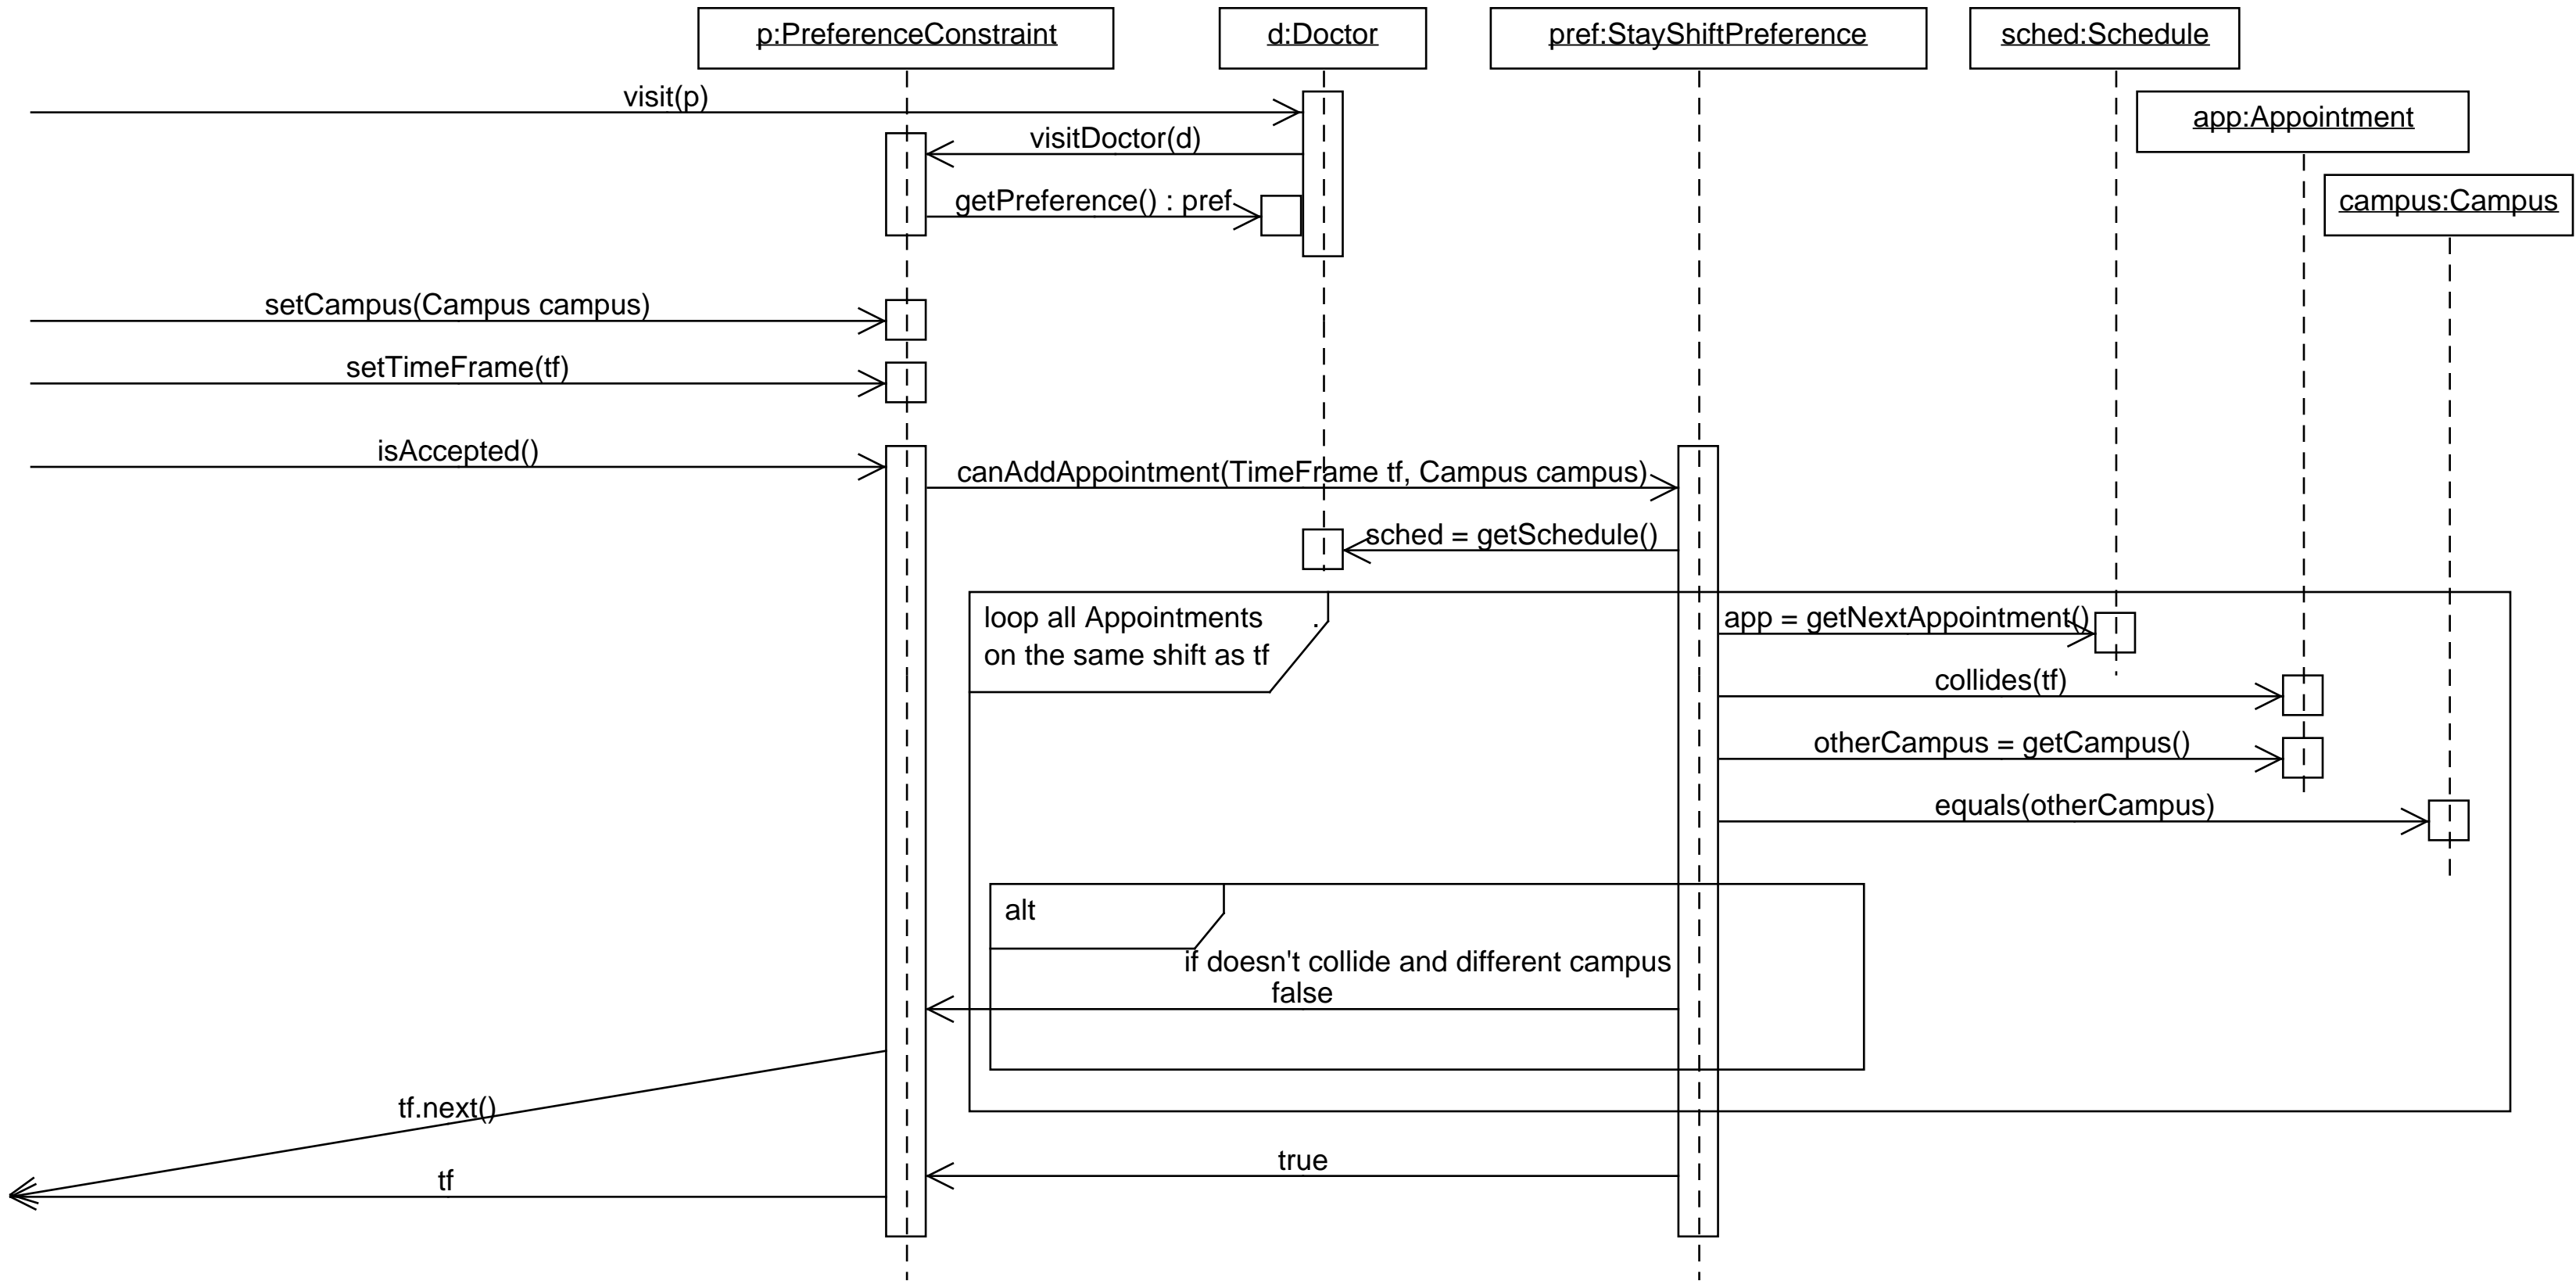 p:PreferenceConstraint
d:Doctor
pref:StayShiftPreference
sched:Schedule
visit(p)
app:Appointment
visitDoctor(d)
getPreference() : pref
campus:Campus
setCampus(Campus campus)
setTimeFrame(tf)
isAccepted()
canAddAppointment(TimeFrame tf, Campus campus)
sched = getSchedule()
loop all Appointments .
on the same shift as tf
app = getNextAppointment()
collides(tf)
otherCampus = getCampus()
equals(otherCampus)
alt
if doesn't collide and different campus
false
tf.next()
true
tf